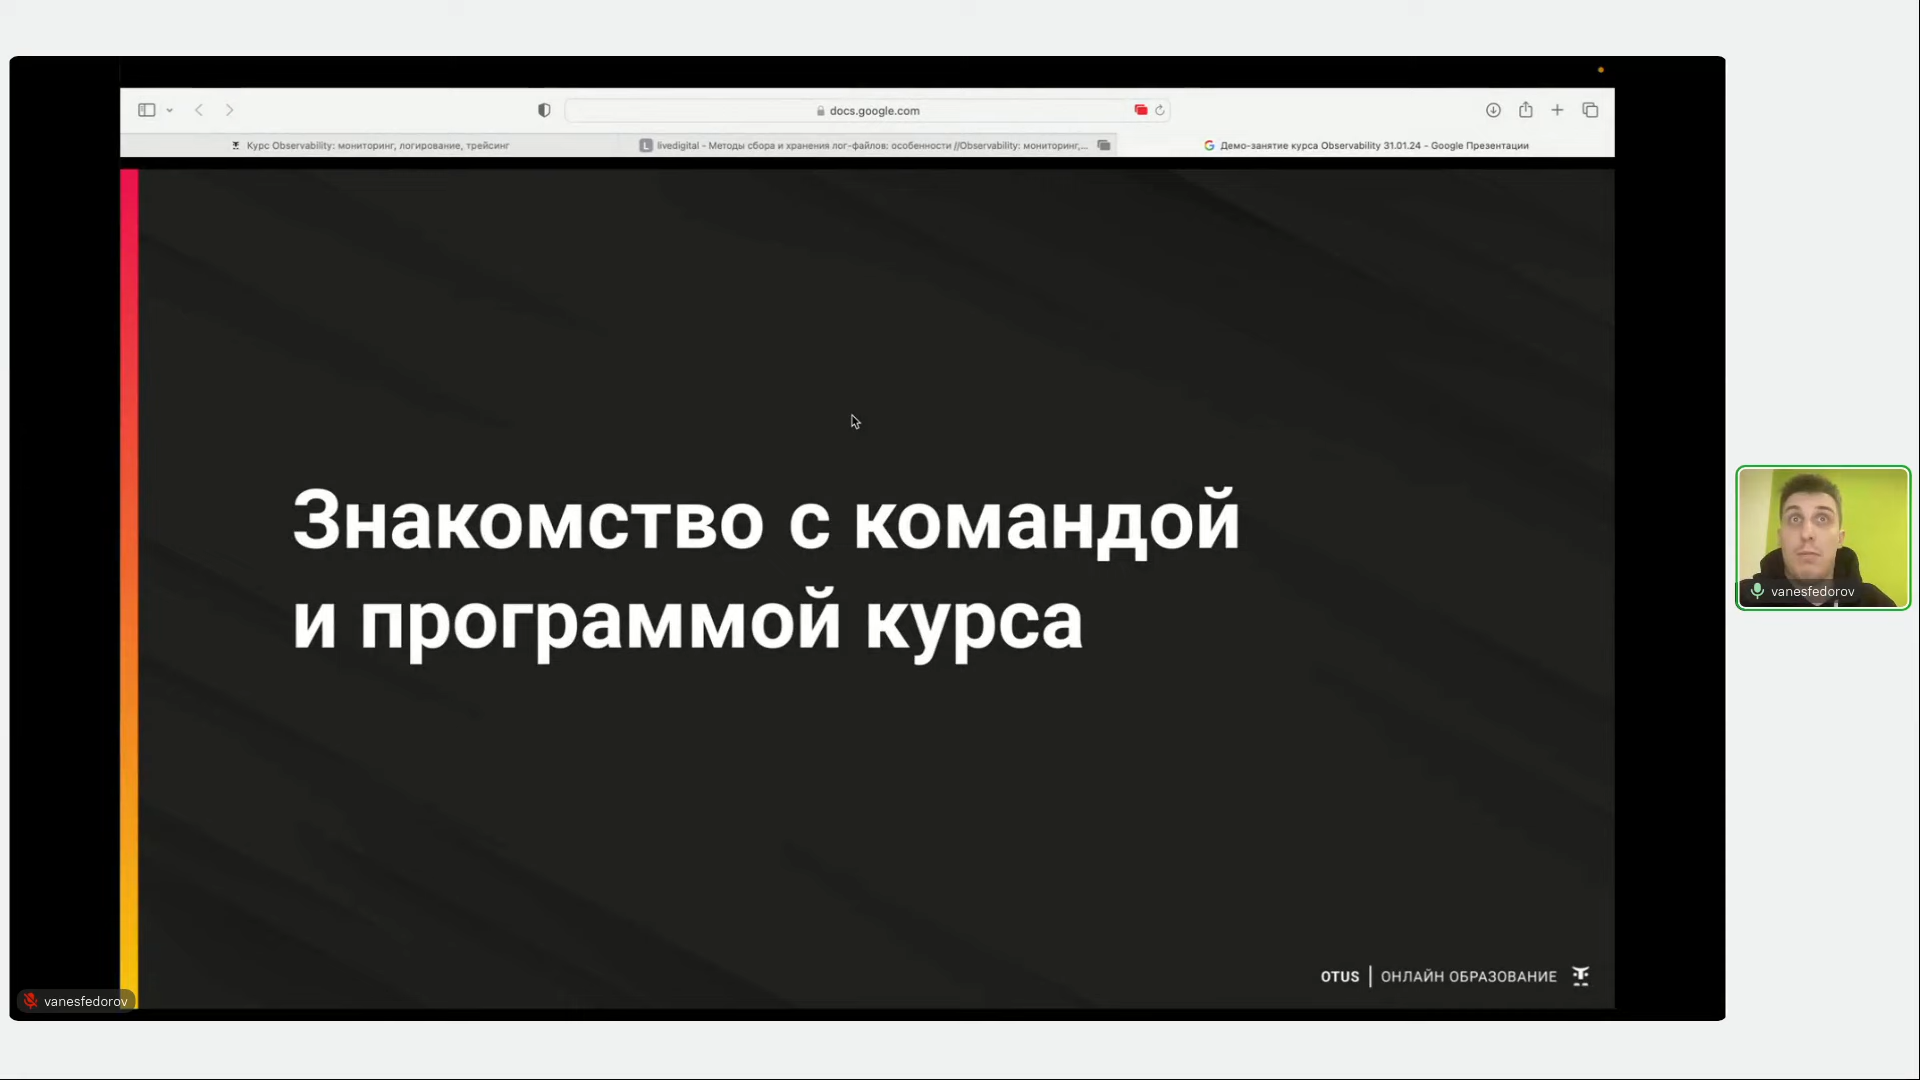 docs.google.com
Курс Observability: мониторинг, логирование, трейсинг
L livedigital - Методы сбора и хранения лог-файлов: особенности //Observability: мониторинг,...
Демо-занятие курса Observability 31.01.24 - Google Презентации
Знакомство с командой
и программой курса
vanesfedorov
OTUS | ОНЛАЙН ОБРАЗОВАНИЕ
vanesfedorov